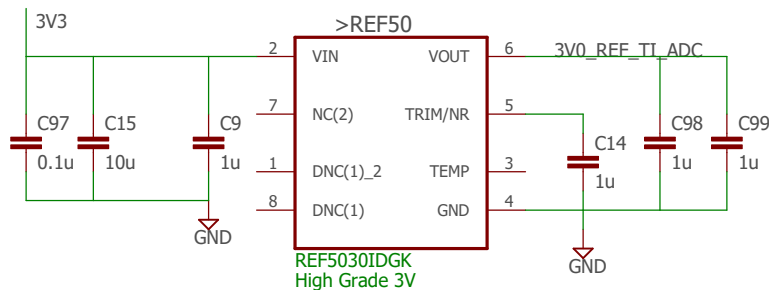 >REF50
3V3
2 VIN VOUT 6 3V0_REF_TI_ADC
C97 0.1u
C15 10u
C9 1u
7 NC(2) TRIM/NR 5
C14 1u
C98 1u
C99 1u
1 DNC(1)_2 TEMP 3
8 DNC(1) GND 4
GND
GND
REF5030IDGK
High Grade 3V